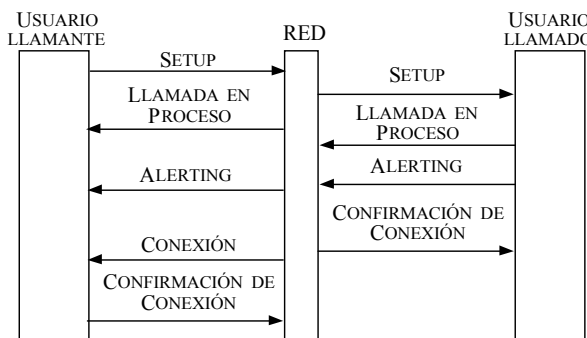 USUARIO
LLAMANTE
RED
USUARIO
LLAMADO
SETUP
LLAMADA EN
PROCESO
ALERTING
CONEXIÓN
CONFIRMACIÓN DE
CONEXIÓN
SETUP
LLAMADA EN
PROCESO
ALERTING
CONFIRMACIÓN DE
CONEXIÓN